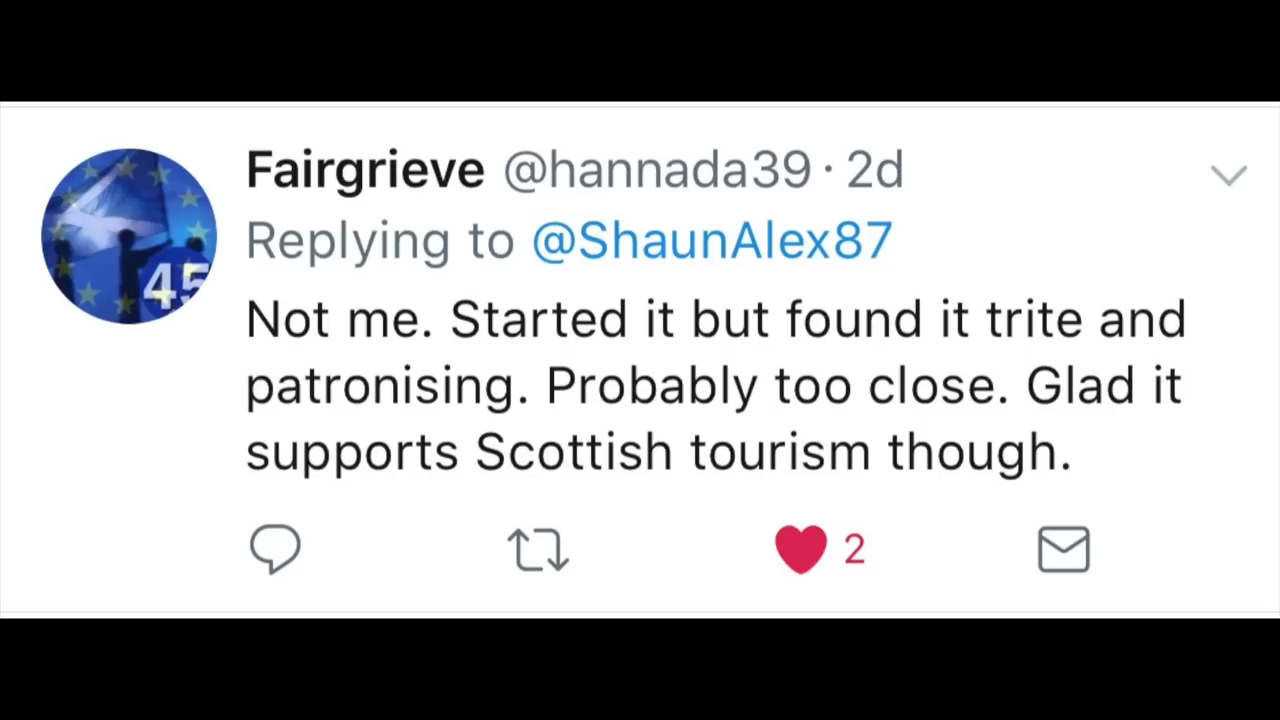 Fairgrieve @hannada39 · 2d
Replying to @ShaunAlex87
45
Not me. Started it but found it trite and
patronising. Probably too close. Glad it
supports Scottish tourism though.
2